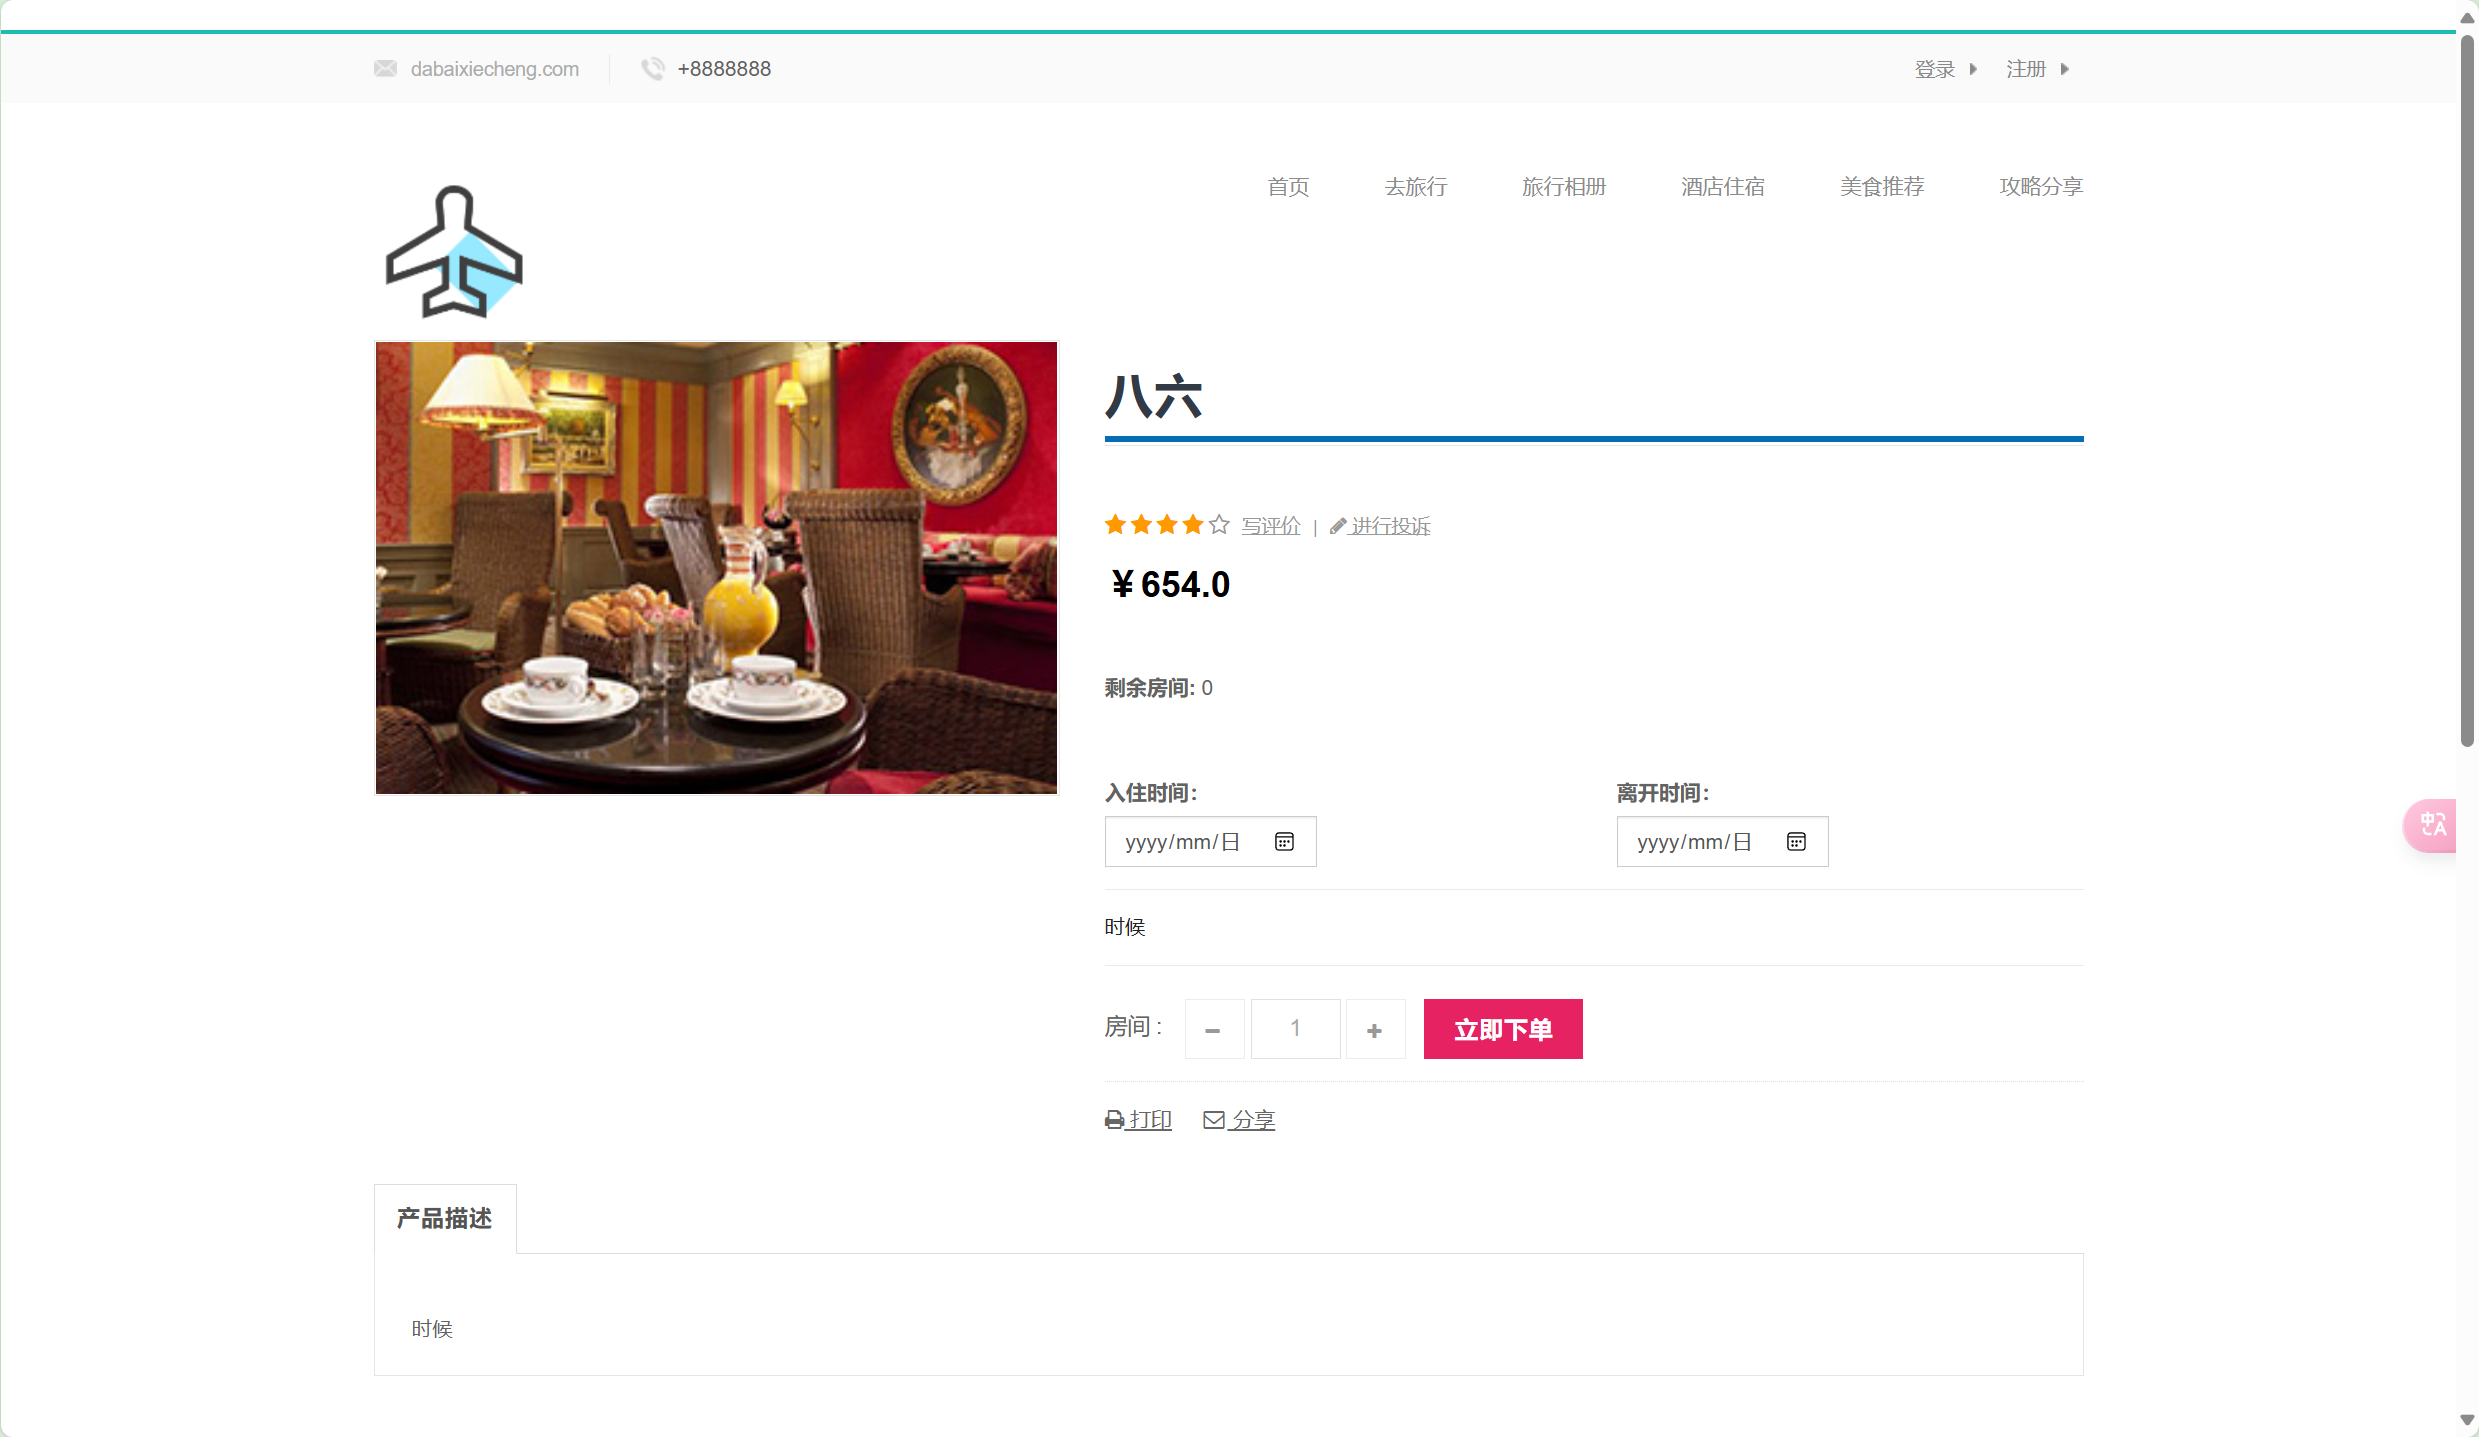 dabaixiecheng.com +8888888 登录 注册
首页 去旅行 旅行相册 酒店住宿 美食推荐 攻略分享
八六
写评价 | 进行投诉
￥654.0
剩余房间: 0
入住时间： 离开时间：
yyyy/mm/日 yyyy/mm/日
时候
房间 : 1 立即下单
打印 分享
产品描述
时候
中A